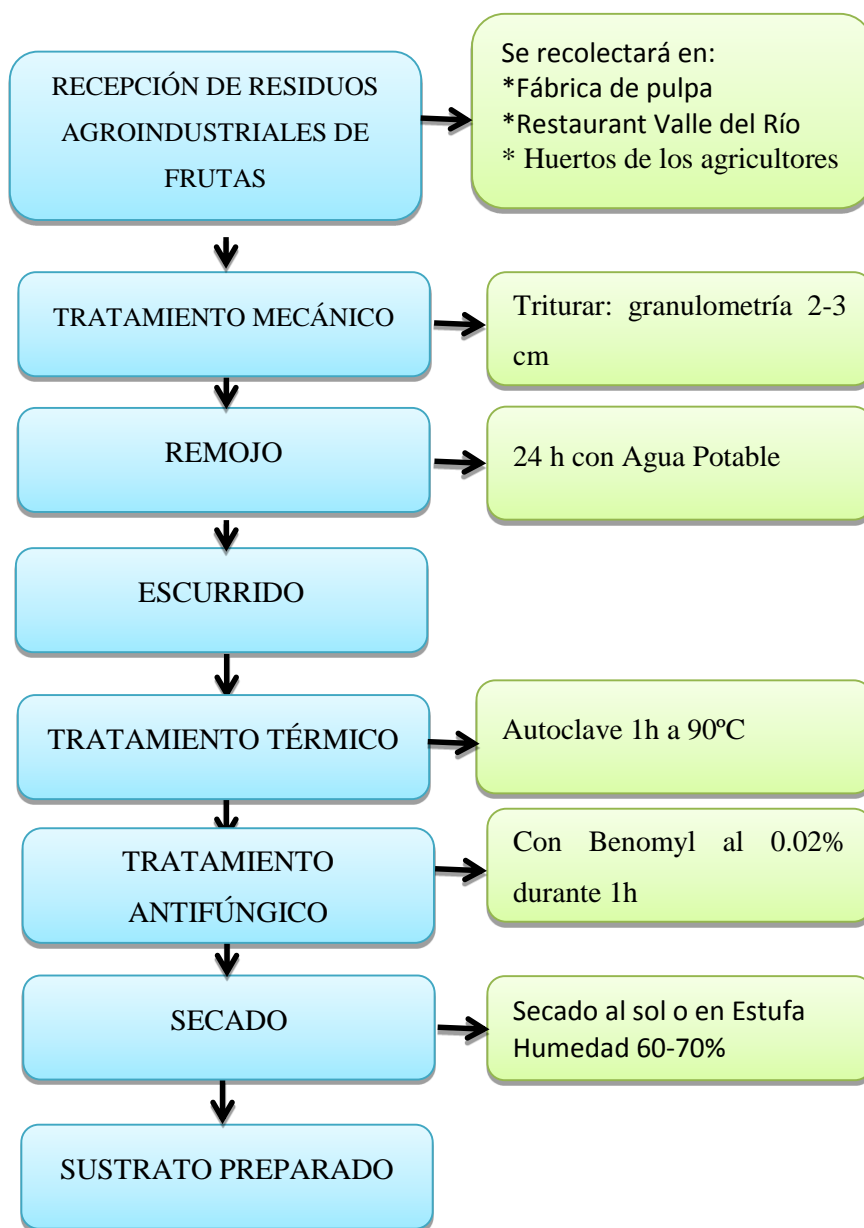 RECEPCIÓN DE RESIDUOS
AGROINDUSTRIALES DE
FRUTAS
Se recolectará en:
*Fábrica de pulpa
*Restaurant Valle del Río
* Huertos de los agricultores
TRATAMIENTO MECÁNICO
Triturar: granulometría 2-3
cm
REMOJO
24 h con Agua Potable
ESCURRIDO
TRATAMIENTO TÉRMICO
Autoclave 1h a 90ºC
TRATAMIENTO
ANTIFÚNGICO
Con Benomyl al 0.02%
durante 1h
SECADO
Secado al sol o en Estufa
Humedad 60-70%
SUSTRATO PREPARADO